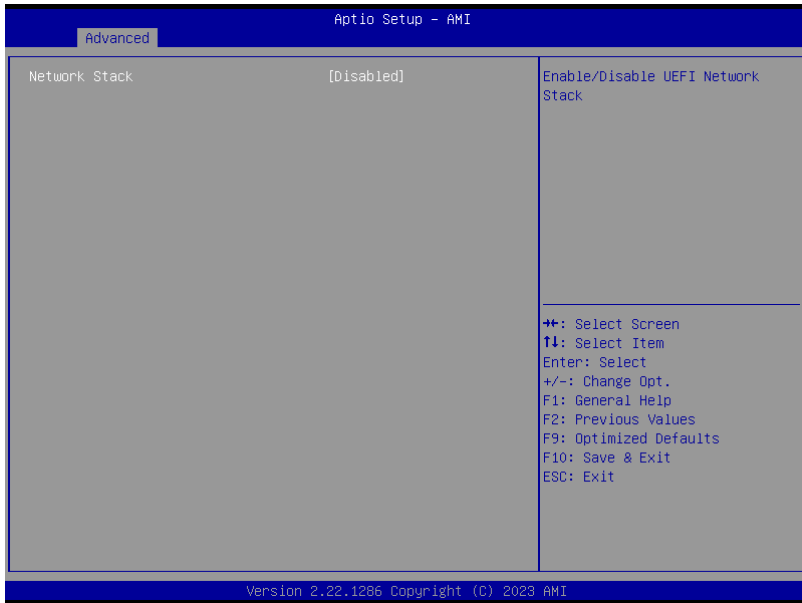 Aptio Setup - AMI
Advanced
Network Stack [Disabled]
Enable/Disable UEFI Network
Stack
→←: Select Screen
↑↓: Select Item
Enter: Select
+/-: Change Opt.
F1: General Help
F2: Previous Values
F9: Optimized Defaults
F10: Save & Exit
ESC: Exit
Version 2.22.1286 Copyright (C) 2023 AMI